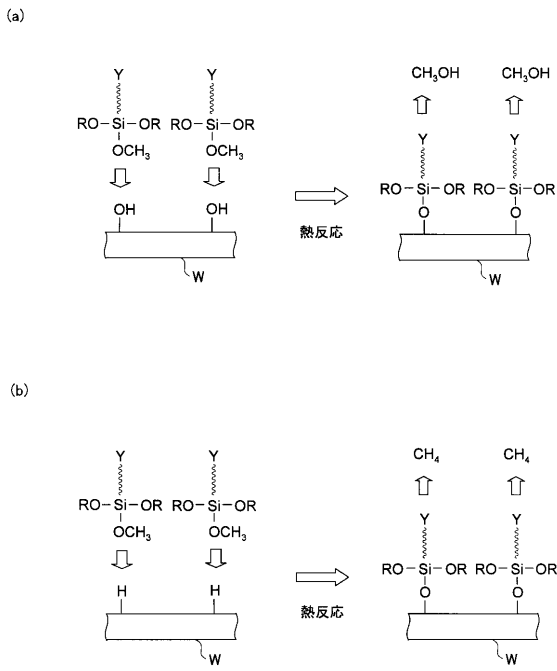 (a)
Y Y CH3OH CH3OH
RO-Si-OR RO-Si-OR
OCH3 OCH3
Y Y
OH OH
RO-Si-OR RO-Si-OR
O O
熱反応
W W
(b)
Y Y CH4 CH4
RO-Si-OR RO-Si-OR
OCH3 OCH3
Y Y
H H
RO-Si-OR RO-Si-OR
O O
熱反応
W W